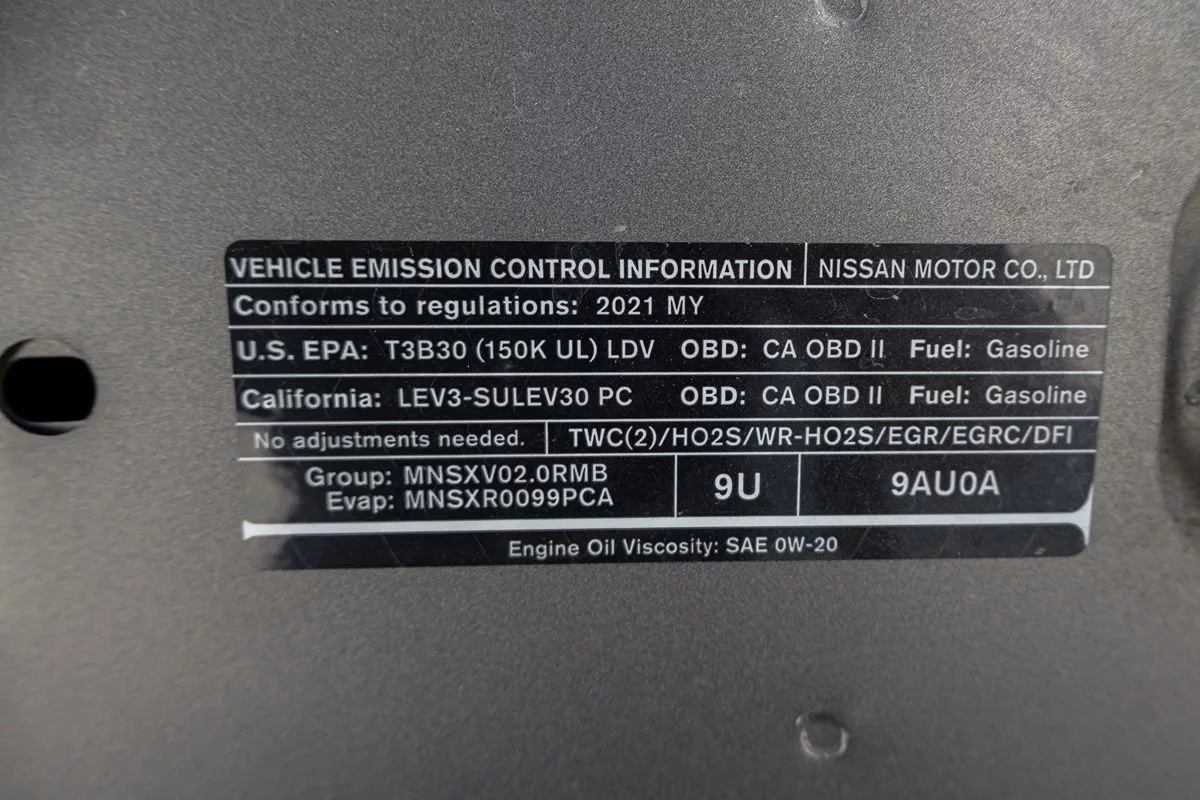 VEHICLE EMISSION CONTROL INFORMATION NISSAN MOTOR CO., LTD
Conforms to regulations: 2021 MY
U.S. EPA: T3B30 (150K UL) LDV OBD: CA OBD II Fuel: Gasoline
California: LEV3-SULEV30 PC OBD: CA OBD II Fuel: Gasoline
No adjustments needed. TWC(2)/HO2S/WR-HO2S/EGR/EGRC/DFI
Group: MNSXV02.0RMB
Evap: MNSXR0099PCA
9U
9AU0A
Engine Oil Viscosity: SAE 0W-20